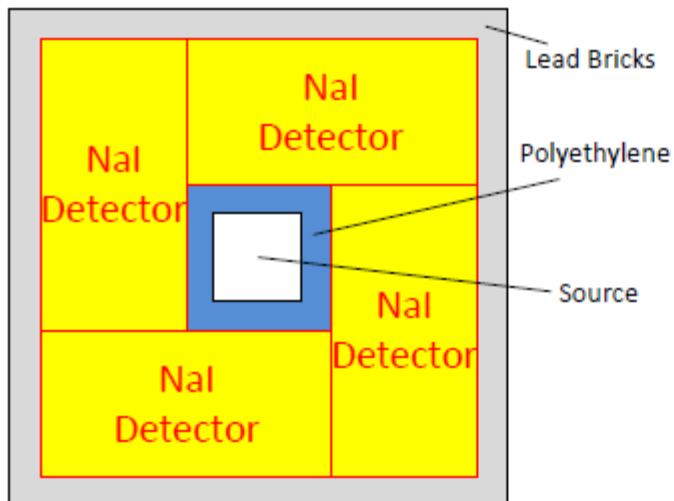 Lead Bricks
NaI
Detector
NaI
Detector
Polyethylene
Source
NaI
Detector
NaI
Detector